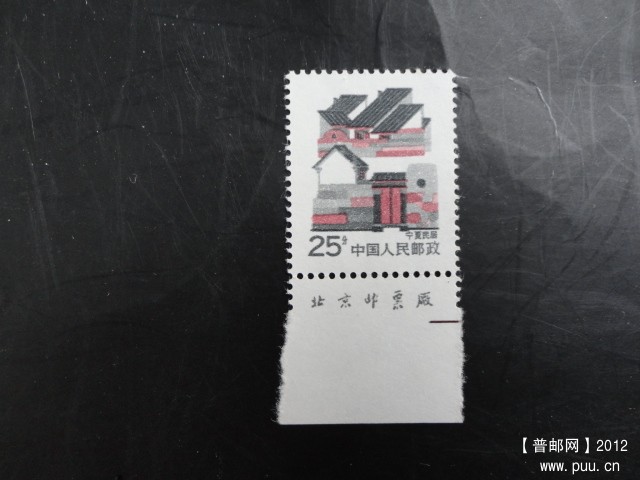 宁夏民居
25分 中国人民邮政
北京邮票厂
【普邮网】2012
www.puu.cn